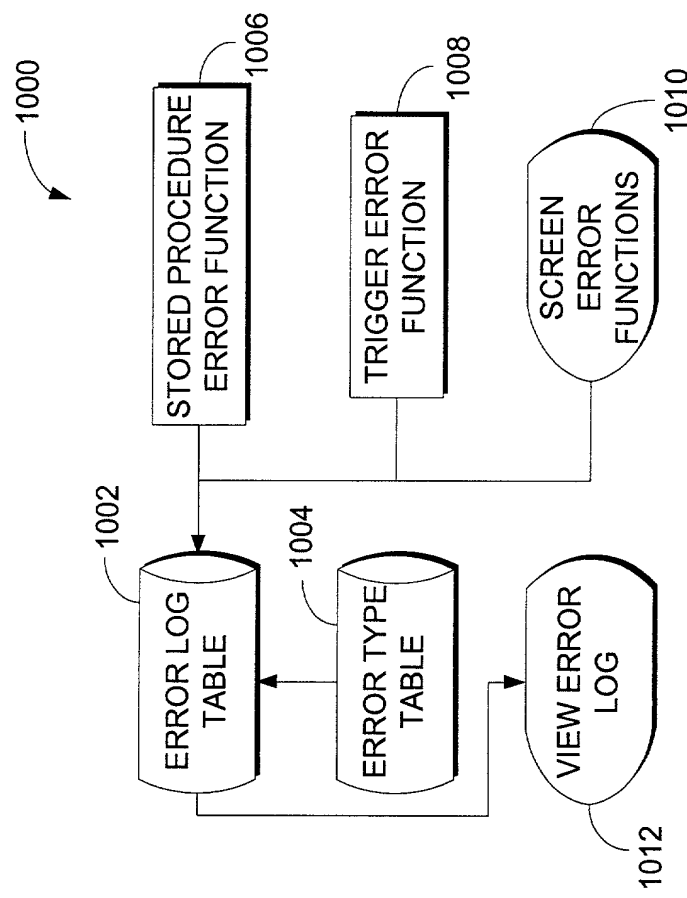 1000
1006
STORED PROCEDURE
ERROR FUNCTION
1008
TRIGGER ERROR
FUNCTION
1010
SCREEN
ERROR
FUNCTIONS
1002
ERROR LOG
TABLE
1004
ERROR TYPE
TABLE
VIEW ERROR
LOG
1012